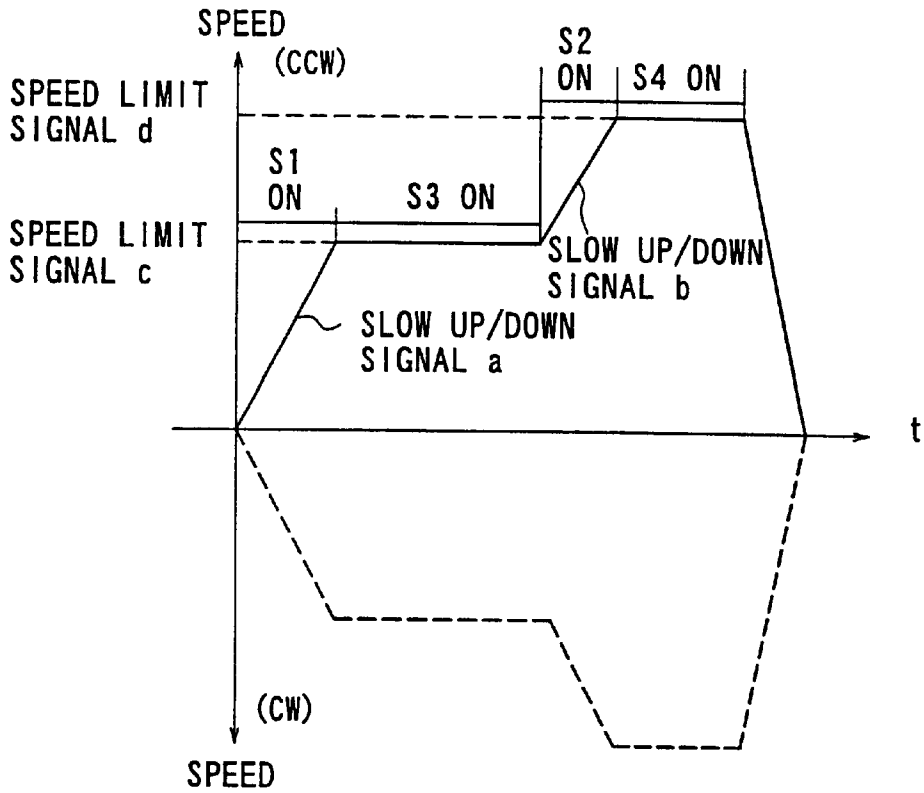 SPEED
(CCW)
S2
ON
S4 ON
SPEED LIMIT
SIGNAL d
S1
ON
S3 ON
SPEED LIMIT
SIGNAL c
SLOW UP/DOWN
SIGNAL b
SLOW UP/DOWN
SIGNAL a
t
(CW)
SPEED